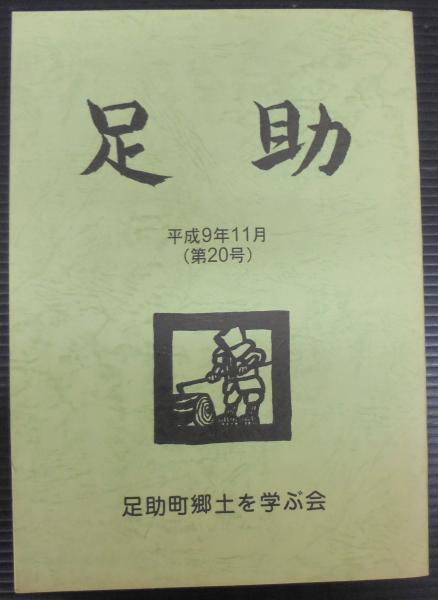 足助
平成9年11月
(第20号)
足助町郷土を学ぶ会